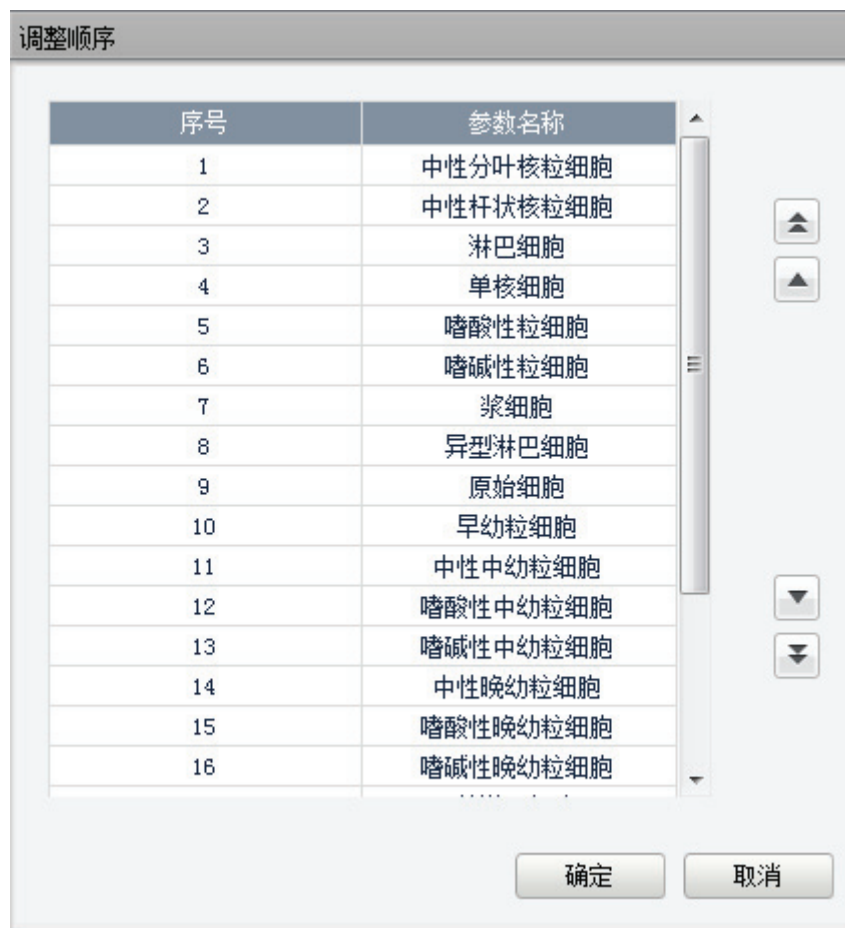 调整顺序
序号 参数名称
1 中性分叶核粒细胞
2 中性杆状核粒细胞
3 淋巴细胞
4 单核细胞
5 嗜酸性粒细胞
6 嗜碱性粒细胞
7 浆细胞
8 异型淋巴细胞
9 原始细胞
10 早幼粒细胞
11 中性中幼粒细胞
12 嗜酸性中幼粒细胞
13 嗜碱性中幼粒细胞
14 中性晚幼粒细胞
15 嗜酸性晚幼粒细胞
16 嗜碱性晚幼粒细胞
确定 取消